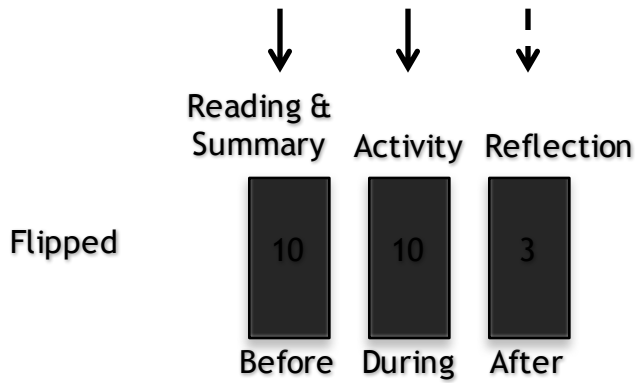 Reading &
Summary
Activity
Reflection
Flipped
10
10
3
Before
During
After